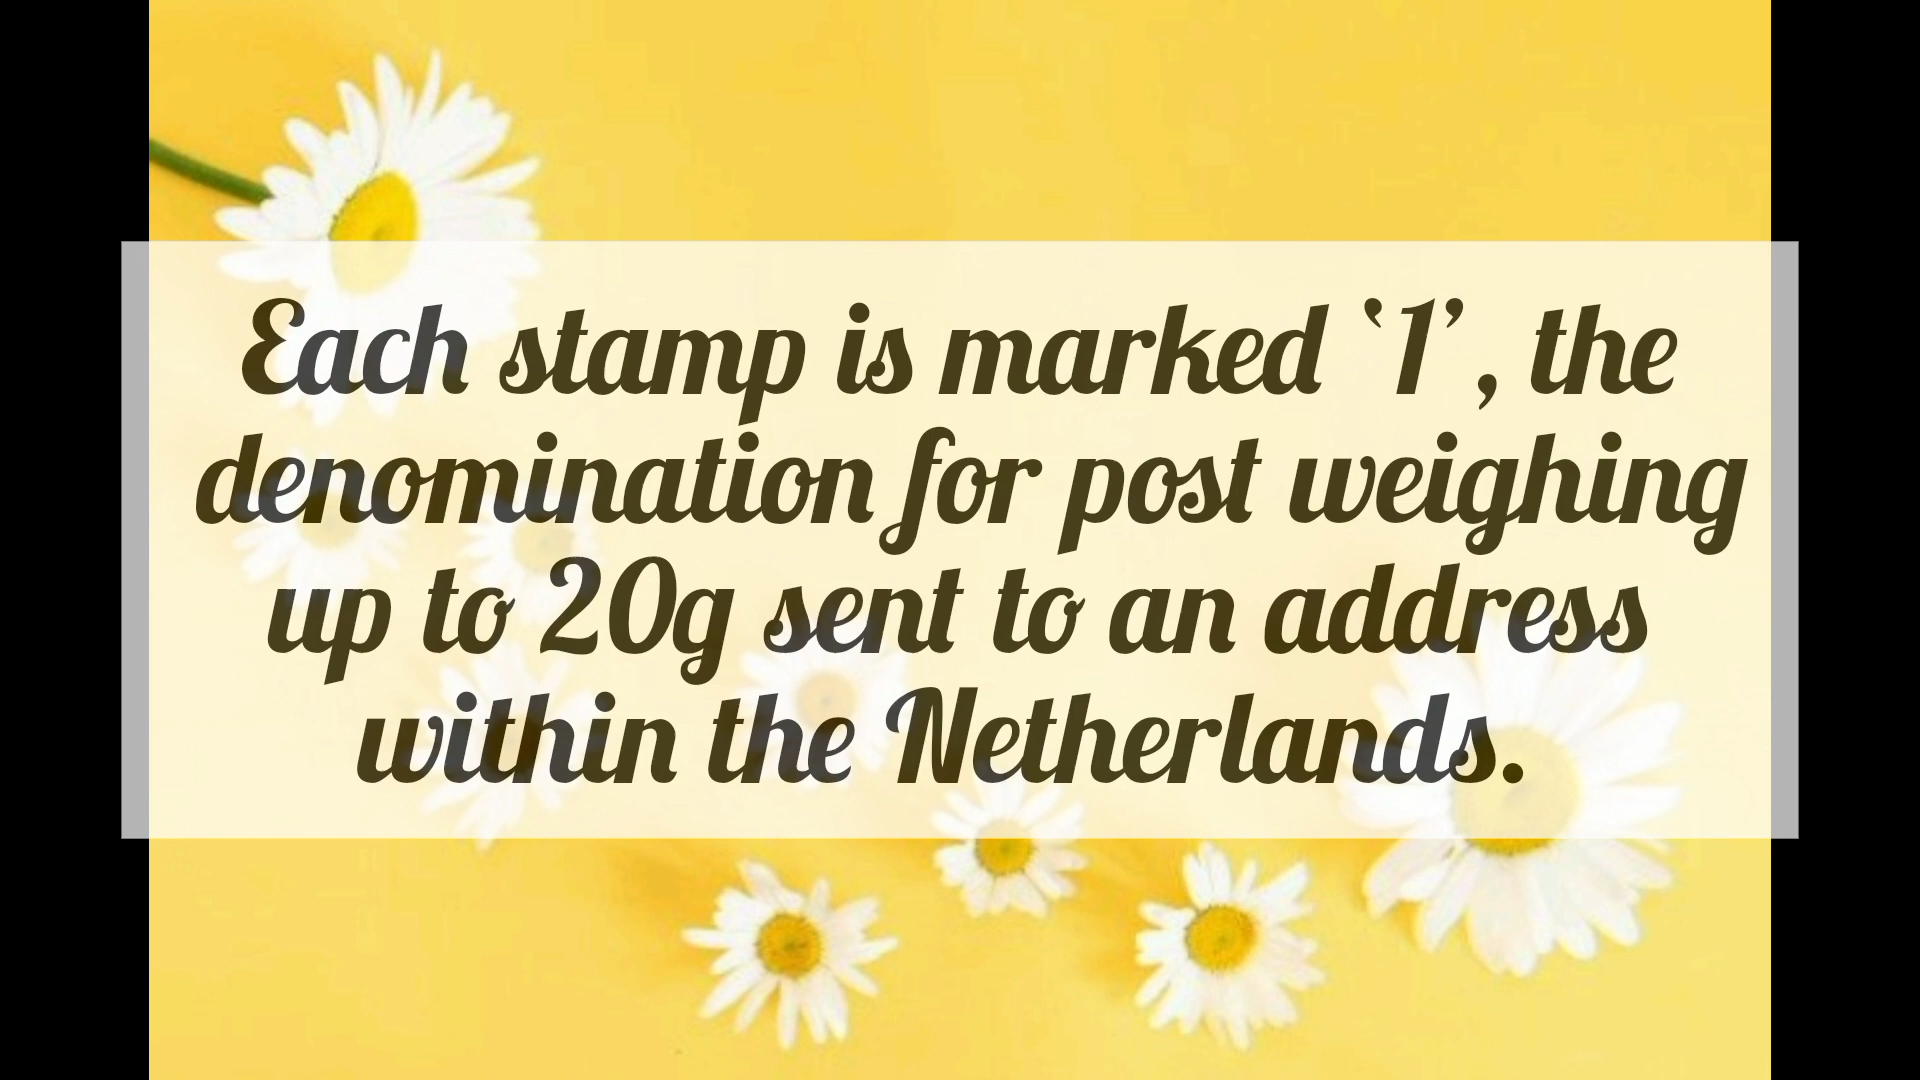 Each stamp is marked ‘1’, the
denomination for post weighing
up to 20g sent to an address
within the Netherlands.